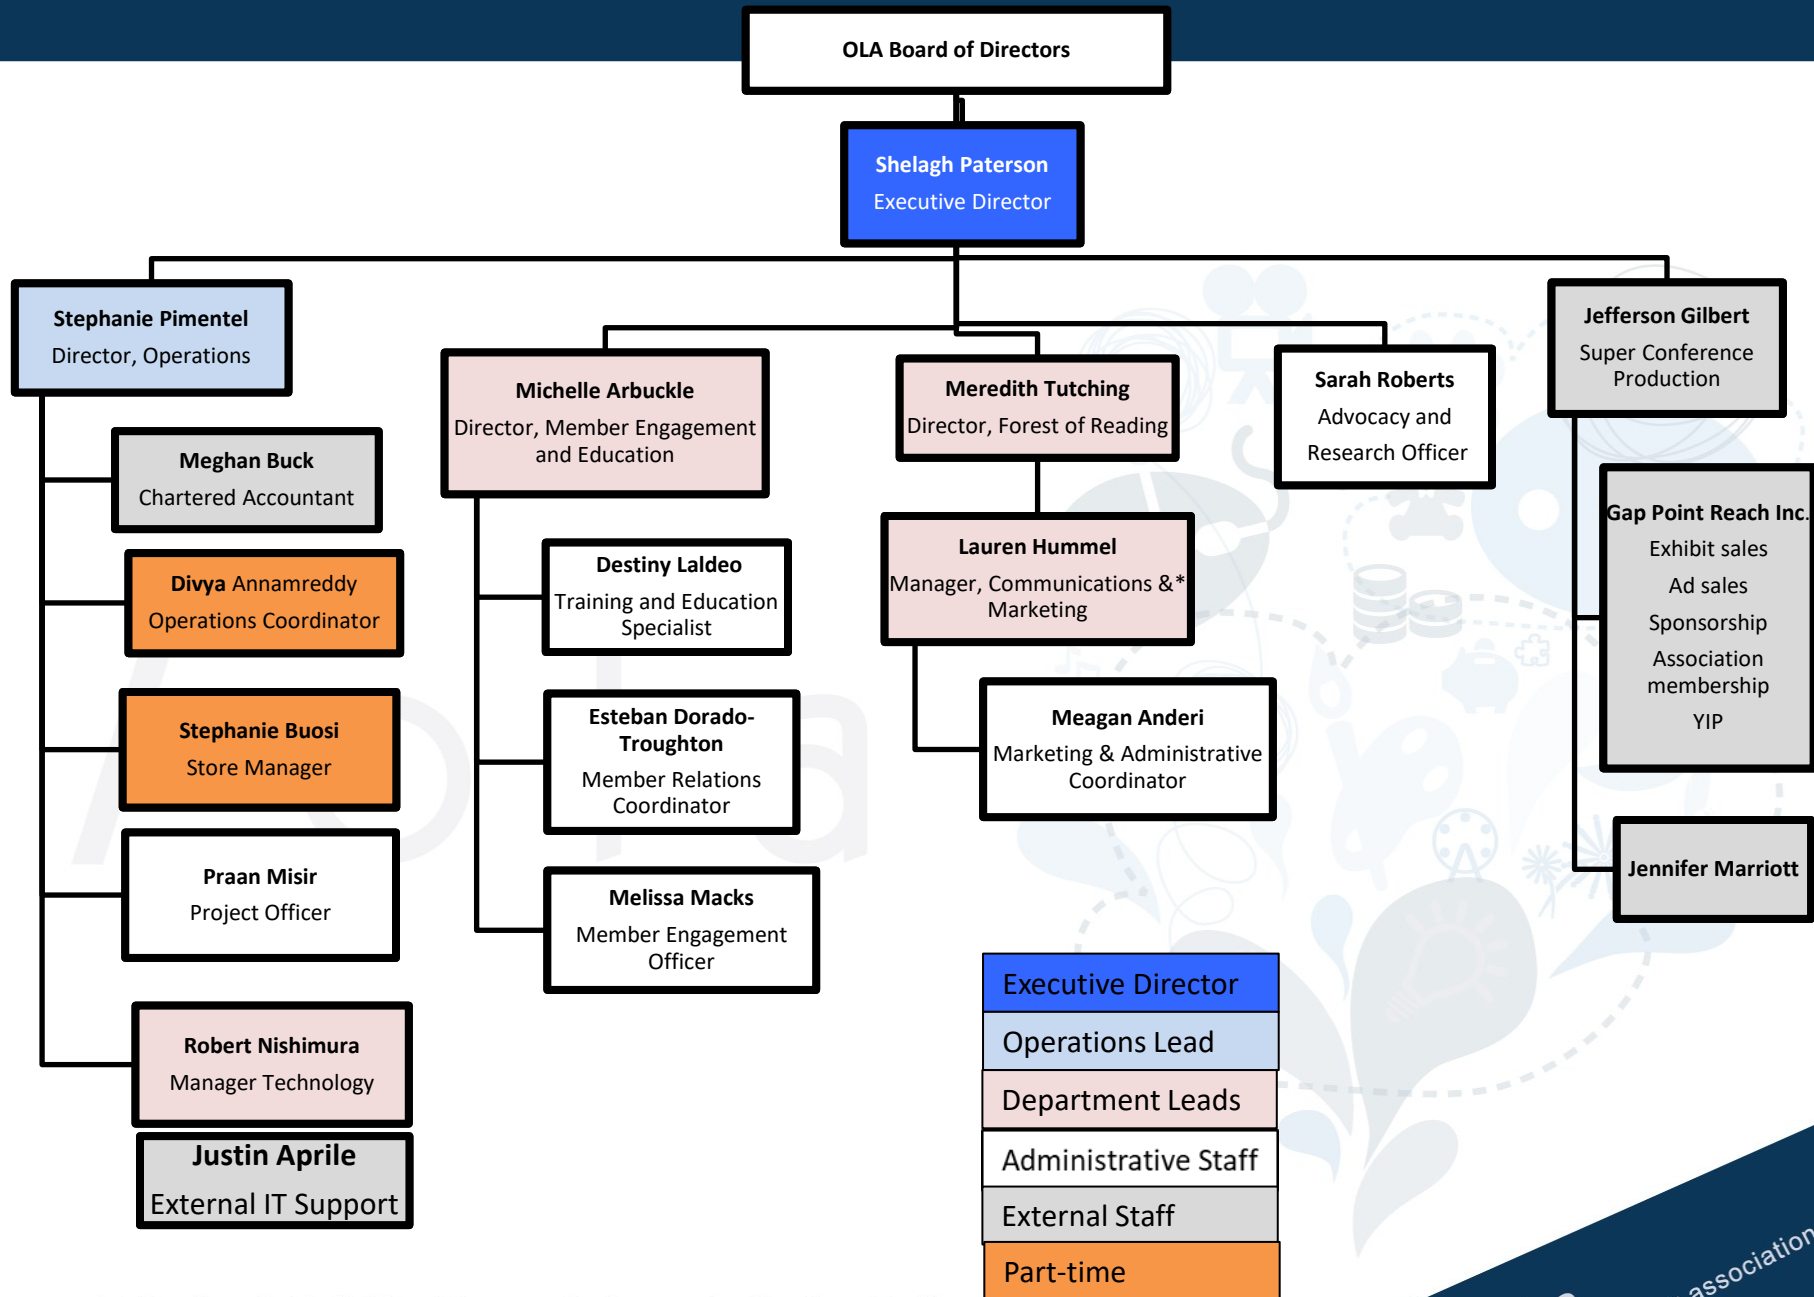 OLA Board of Directors
Shelagh Paterson
Executive Director
Stephanie Pimentel
Director, Operations
Meghan Buck
Chartered Accountant
Divya Annamreddy
Operations Coordinator
Stephanie Buosi
Store Manager
Praan Misir
Project Officer
Robert Nishimura
Manager Technology
Justin Aprile
External IT Support
Michelle Arbuckle
Director, Member Engagement
and Education
Destiny Laldeo
Training and Education
Specialist
Esteban Dorado-
Troughton
Member Relations
Coordinator
Melissa Macks
Member Engagement
Officer
Meredith Tutching
Director, Forest of Reading
Lauren Hummel
Manager, Communications &*
Marketing
Meagan Anderi
Marketing & Administrative
Coordinator
Sarah Roberts
Advocacy and
Research Officer
Jefferson Gilbert
Super Conference
Production
Gap Point Reach Inc.
Exhibit sales
Ad sales
Sponsorship
Association
membership
YIP
Jennifer Marriott
Executive Director
Operations Lead
Department Leads
Administrative Staff
External Staff
Part-time
ola
association